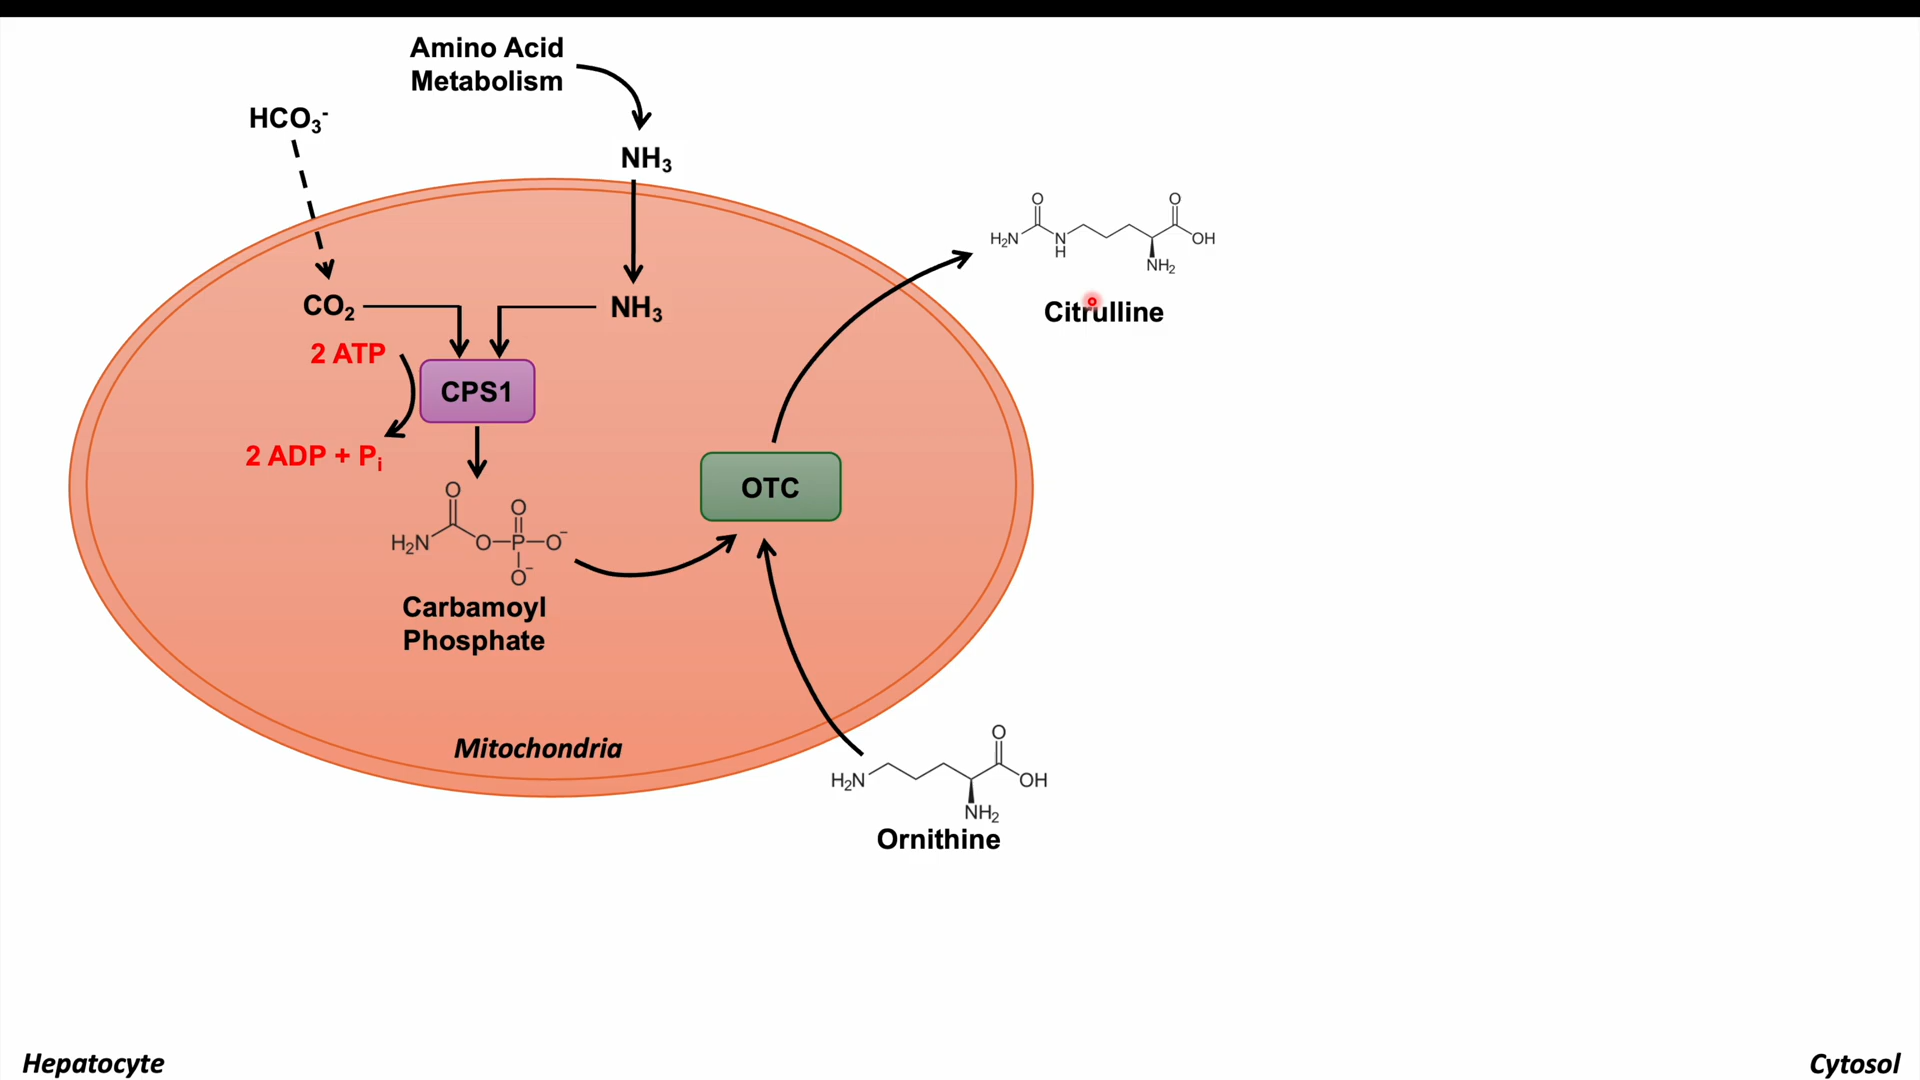 Amino Acid
Metabolism
HCO₃⁻
NH₃
CO₂
NH₃
2 ATP
CPS1
2 ADP + Pᵢ
O
H₂N
O
P
O
O⁻
O⁻
Carbamoyl
Phosphate
OTC
O
O
H₂N
N
H
OH
NH₂
Citrulline
Mitochondria
O
H₂N
OH
NH₂
Ornithine
Hepatocyte
Cytosol